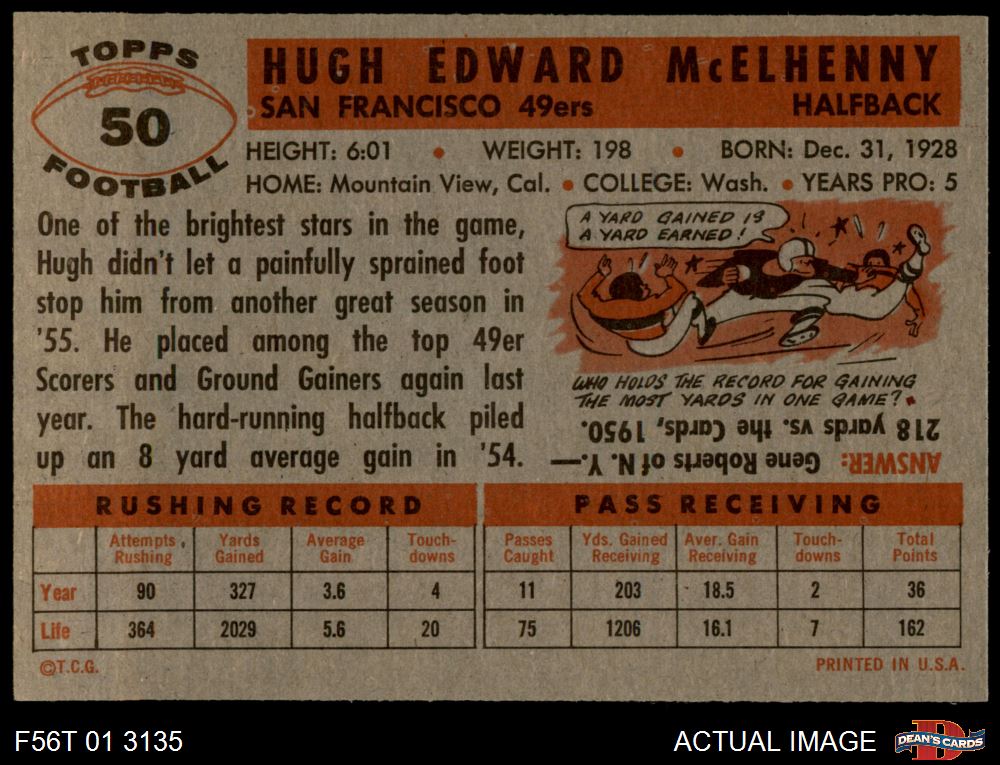 TOPPS
50
FOOTBALL
HUGH EDWARD McELHENNY
SAN FRANCISCO 49ers HALFBACK
HEIGHT: 6:01 • WEIGHT: 198 • BORN: Dec. 31, 1928
HOME: Mountain View, Cal. • COLLEGE: Wash. • YEARS PRO: 5
One of the brightest stars in the game,
Hugh didn't let a painfully sprained foot
stop him from another great season in
'55. He placed among the top 49er
Scorers and Ground Gainers again last
year. The hard-running halfback piled
up an 8 yard average gain in '54.
A YARD GAINED IS
A YARD EARNED!
WHO HOLDS THE RECORD FOR GAINING
THE MOST YARDS IN ONE GAME?
ANSWER: Gene Roberts of N. Y.—
218 yards vs. the Cards, 1950.
RUSHING RECORD
Attempts Rushing Yards Gained Average Gain Touch-downs
Year 90 327 3.6 4
Life 364 2029 5.6 20
PASS RECEIVING
Passes Caught Yds. Gained Receiving Aver. Gain Receiving Touch-downs Total Points
11 203 18.5 2 36
75 1206 16.1 7 162
©T.C.G. PRINTED IN U.S.A.
F56T 01 3135 ACTUAL IMAGE DEAN'S CARDS